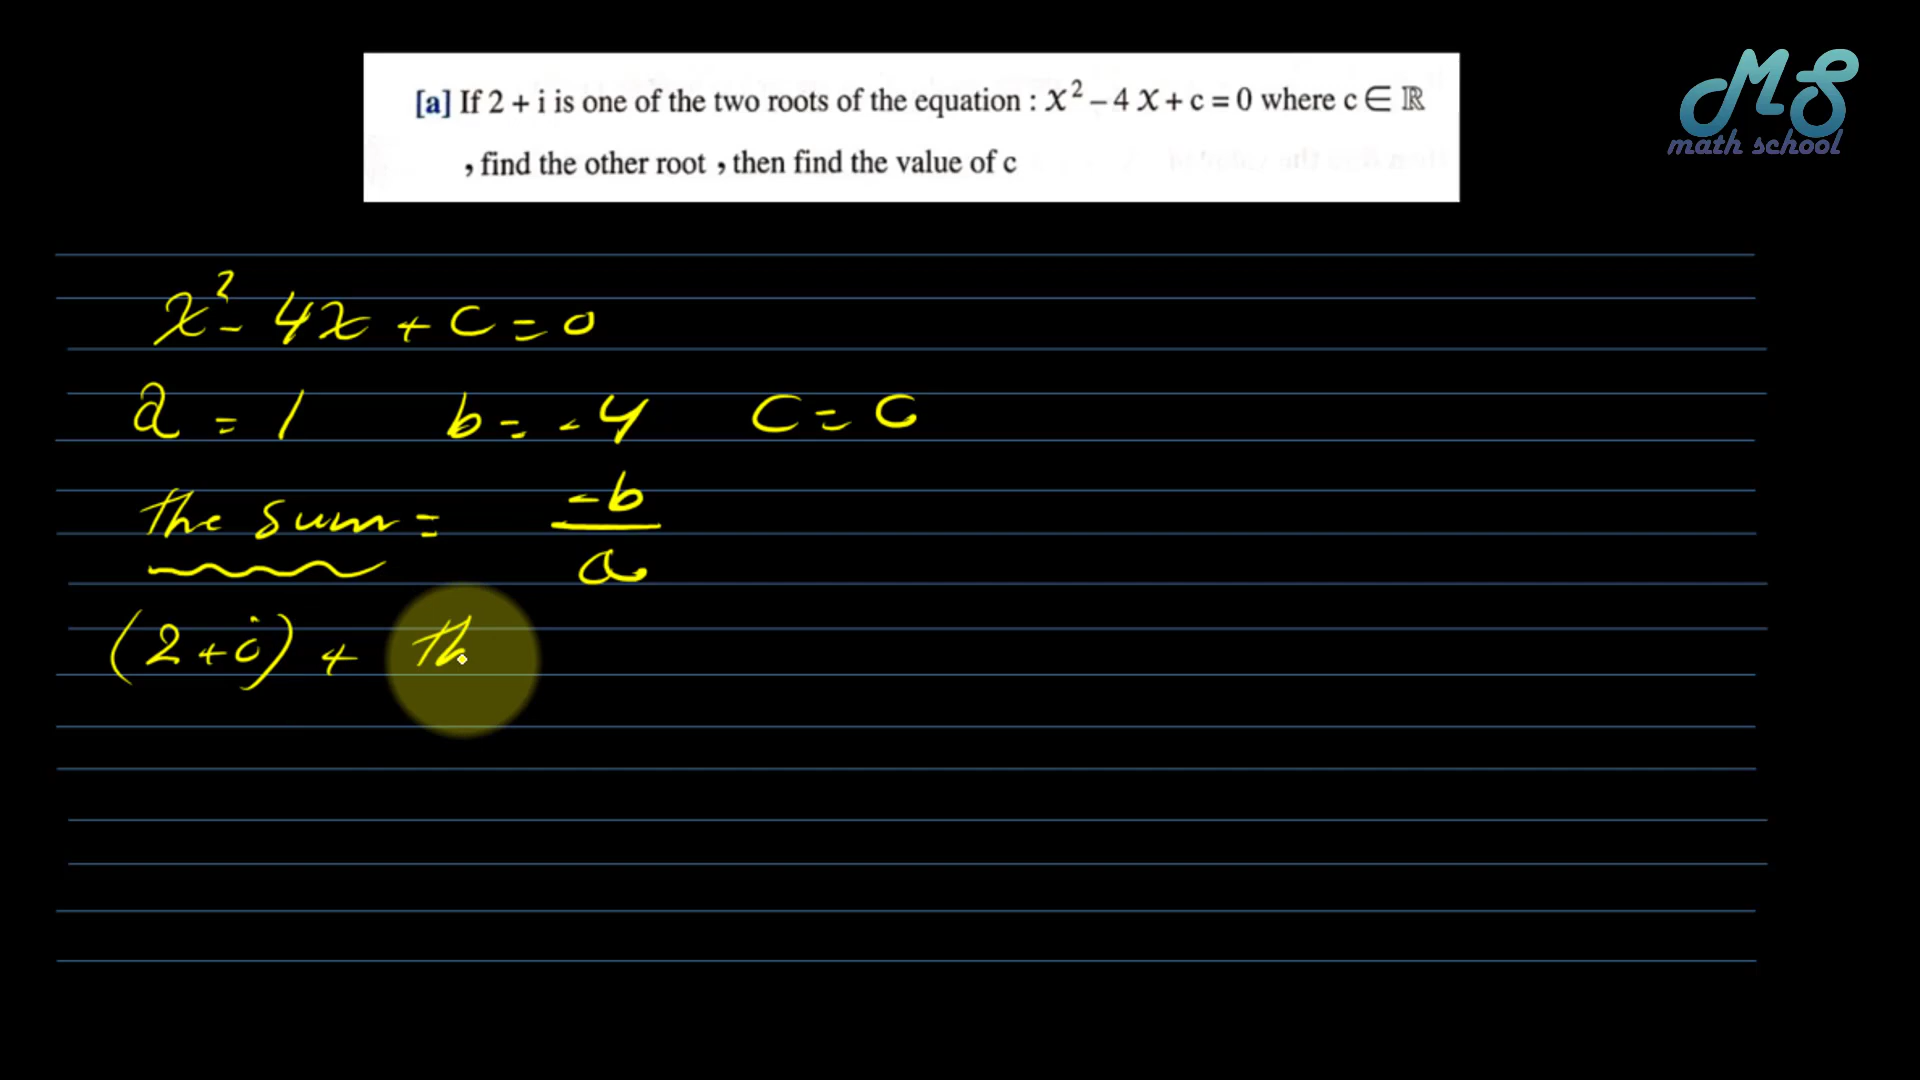 [a] If 2 + i is one of the two roots of the equation : x² – 4 x + c = 0 where c ∈ ℝ
, find the other root , then find the value of c
MS
math school
x² - 4x + c = 0
a = 1 b = -4 c = c
the sum = -b/a
(2+i) + th